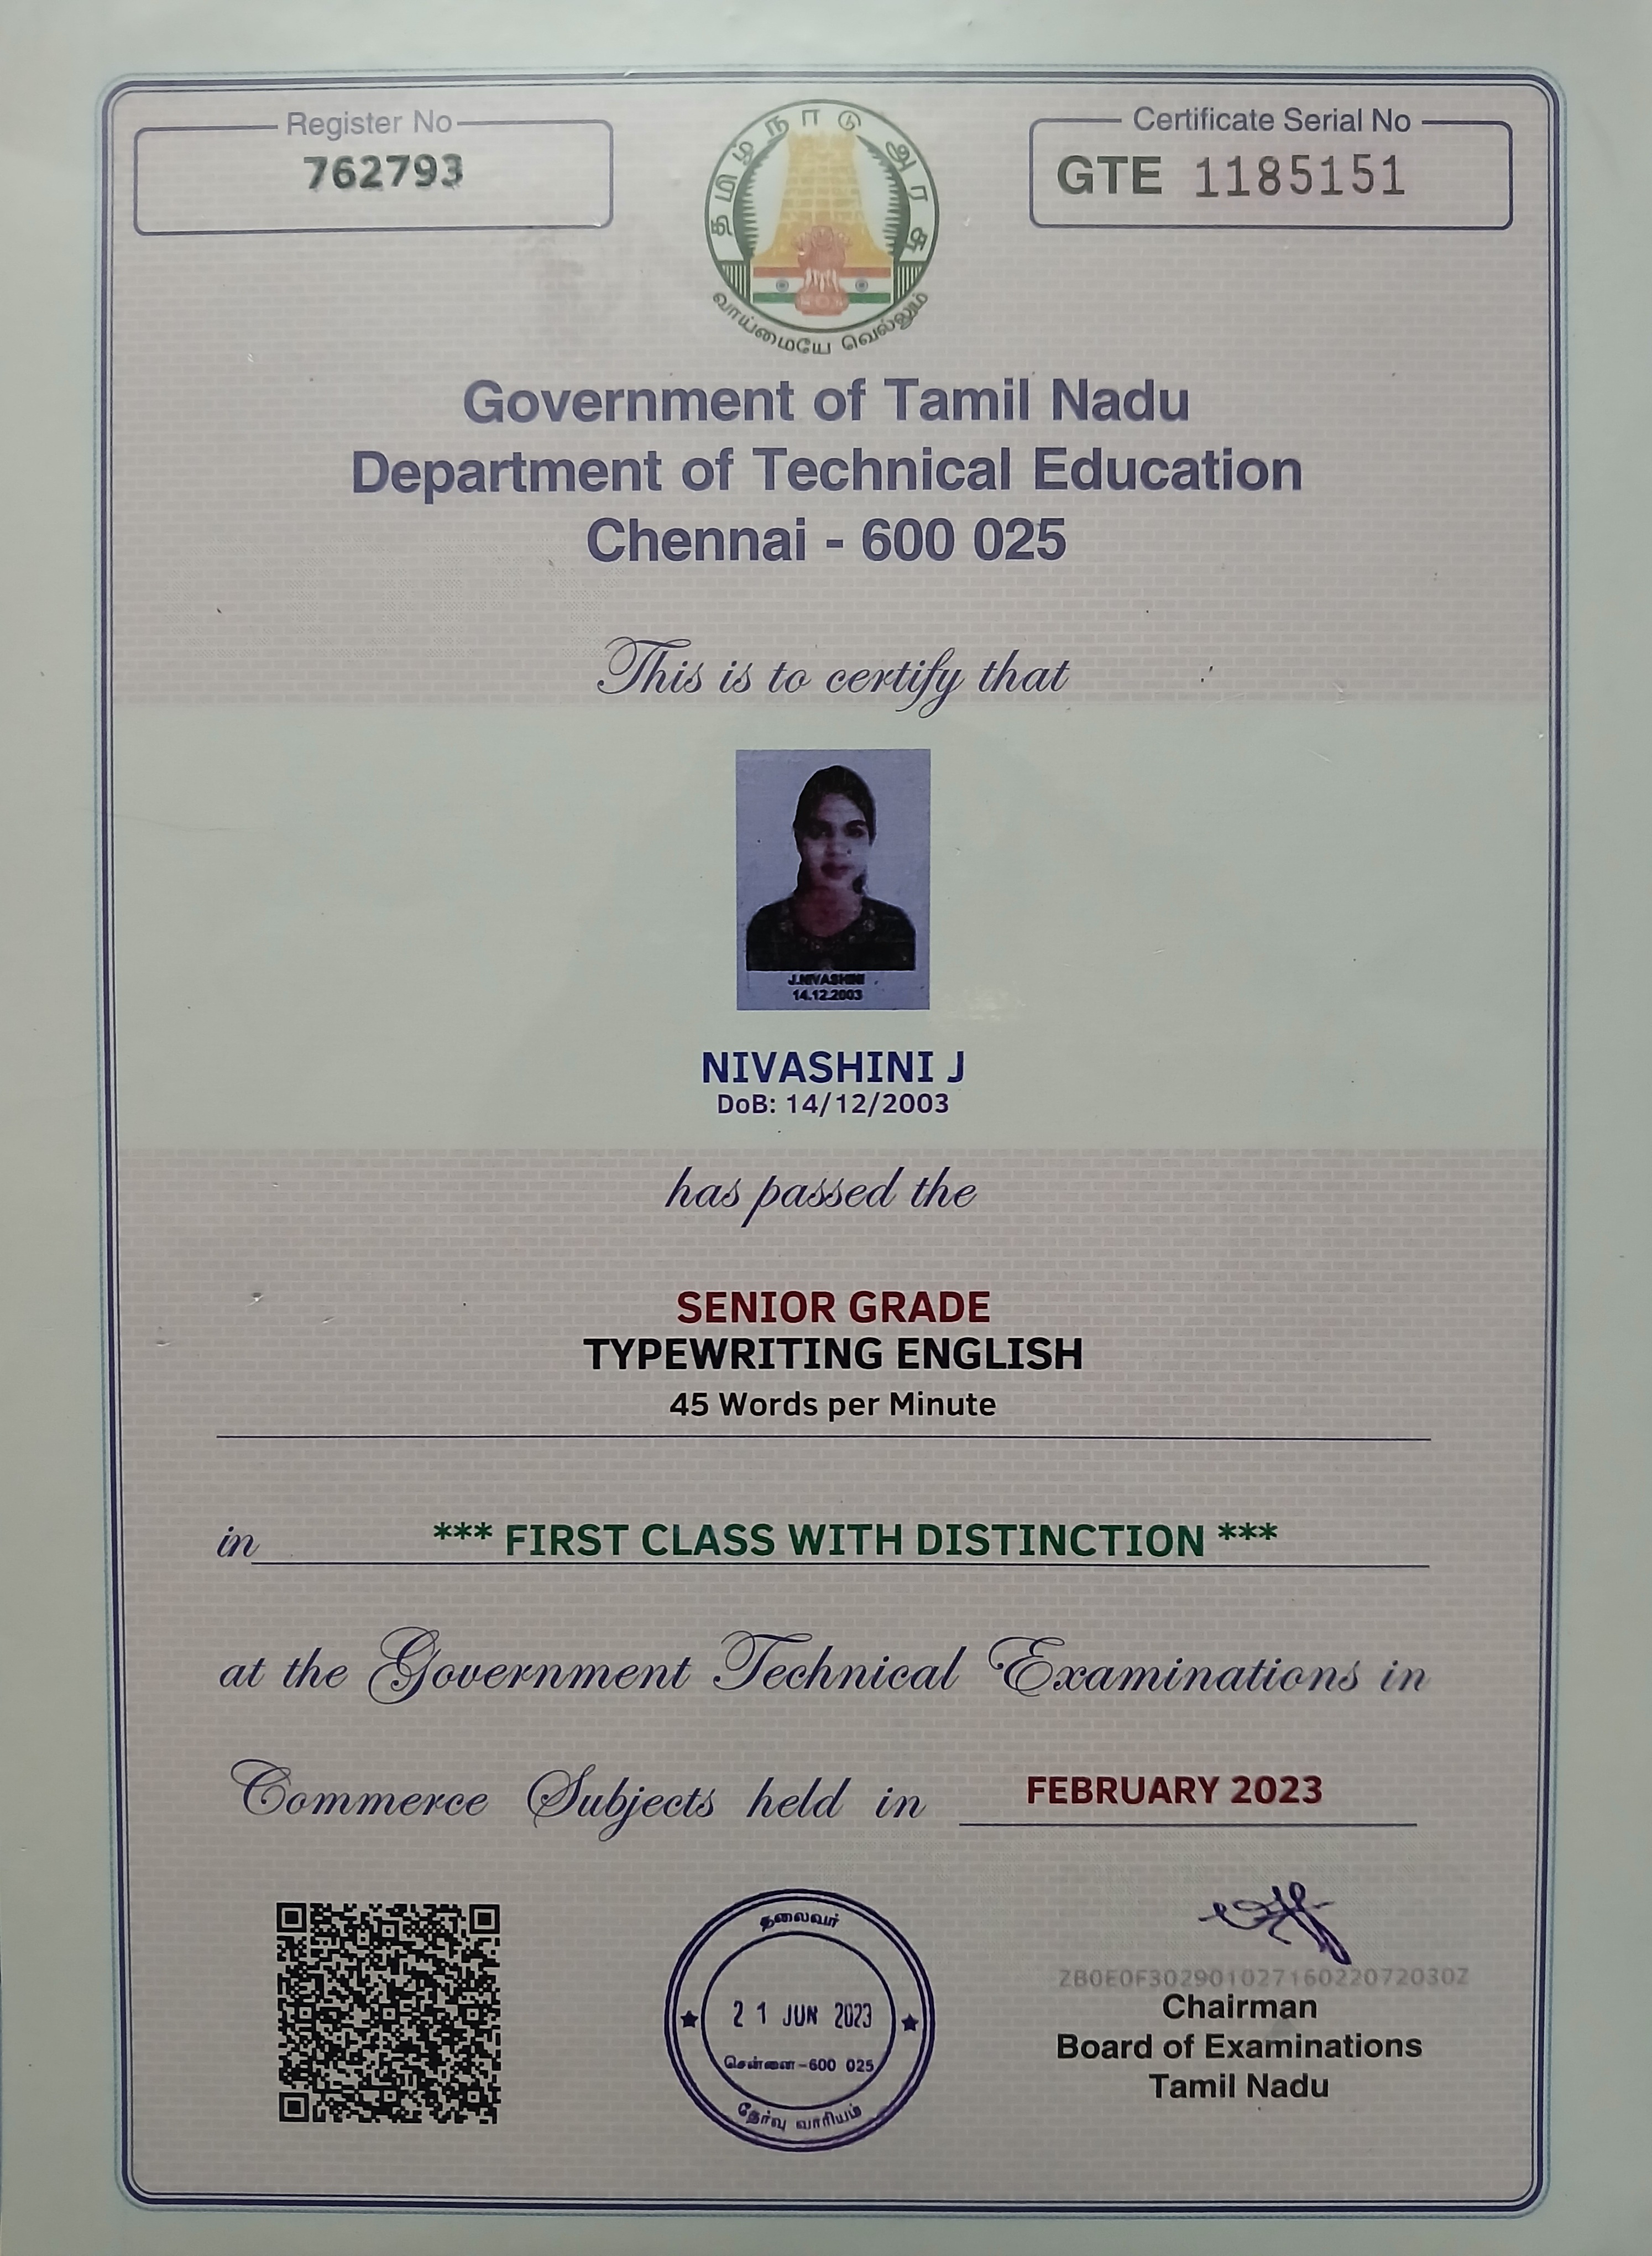 Register No
762793
Certificate Serial No
GTE 1185151
தமிழ்நாடு அரசு
வாய்மையே வெல்லும்
Government of Tamil Nadu
Department of Technical Education
Chennai - 600 025
This is to certify that
J.NIVASHINI
14.12.2003
NIVASHINI J
DoB: 14/12/2003
has passed the
SENIOR GRADE
TYPEWRITING ENGLISH
45 Words per Minute
in *** FIRST CLASS WITH DISTINCTION ***
at the Government Technical Examinations in
Commerce Subjects held in FEBRUARY 2023
தலைவர்
21 JUN 2023
சென்னை-600 025
தேர்வு வாரியம்
ZB0E0F30290102716022072030Z
Chairman
Board of Examinations
Tamil Nadu